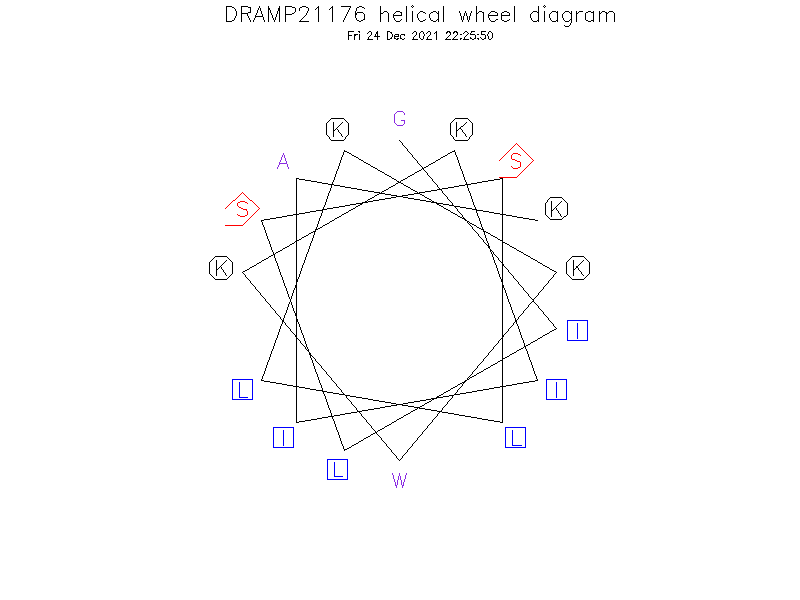 DRAMP21176 helical wheel diagram
Fri 24 Dec 2021 22:25:50
G
K K
A S
S K
K K
I
L I
I L
L
W